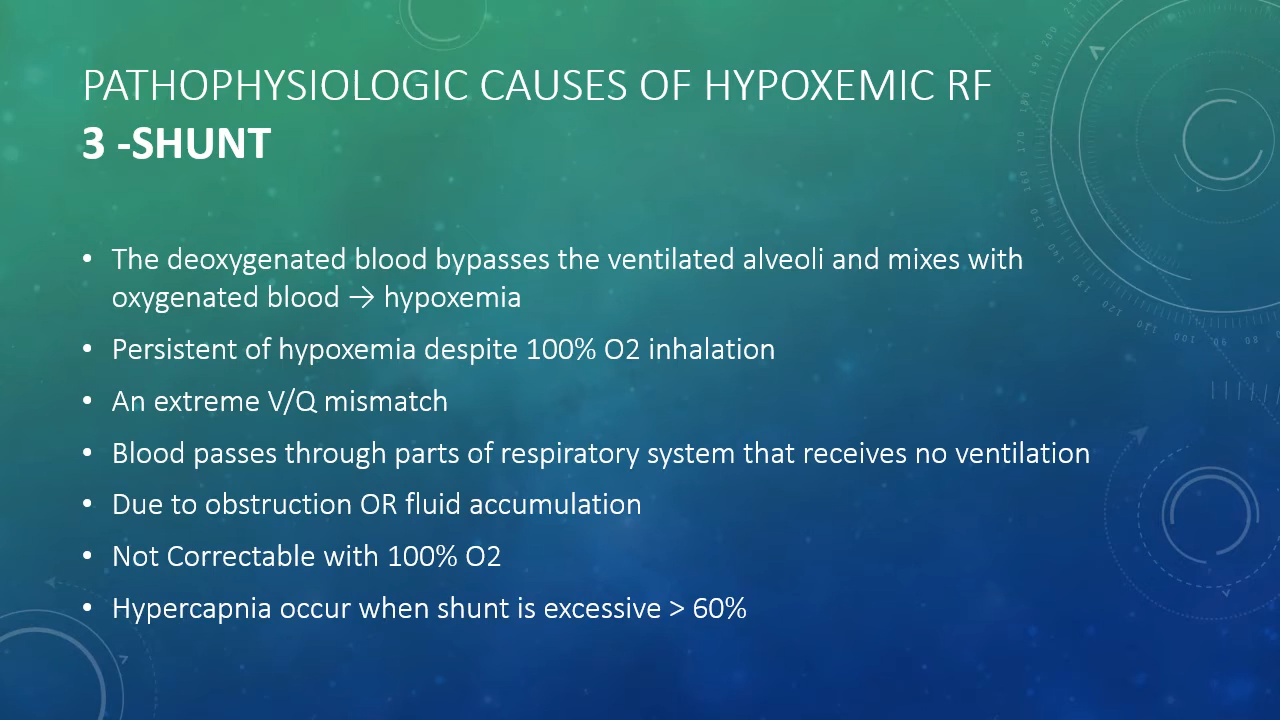 PATHOPHYSIOLOGIC CAUSES OF HYPOXEMIC RF
3 -SHUNT
• The deoxygenated blood bypasses the ventilated alveoli and mixes with
oxygenated blood → hypoxemia
• Persistent of hypoxemia despite 100% O2 inhalation
• An extreme V/Q mismatch
• Blood passes through parts of respiratory system that receives no ventilation
• Due to obstruction OR fluid accumulation
• Not Correctable with 100% O2
• Hypercapnia occur when shunt is excessive > 60%